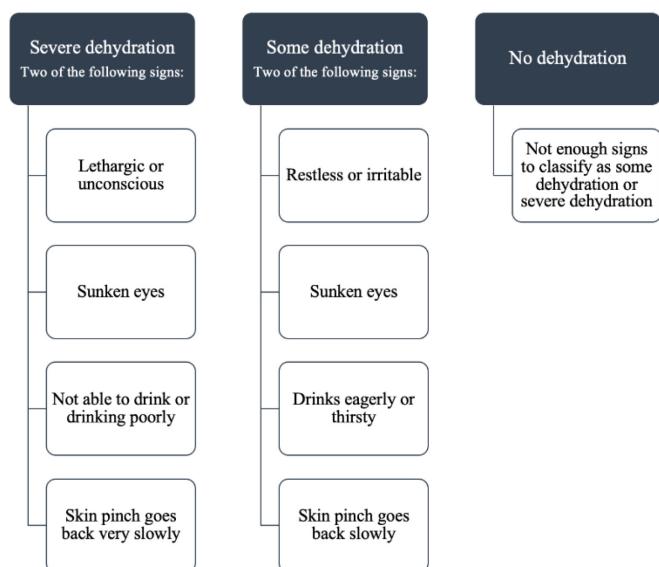 Severe dehydration
Two of the following signs:
Lethargic or
unconscious
Sunken eyes
Not able to drink or
drinking poorly
Skin pinch goes
back very slowly
Some dehydration
Two of the following signs:
Restless or irritable
Sunken eyes
Drinks eagerly or
thirsty
Skin pinch goes
back slowly
No dehydration
Not enough signs
to classify as some
dehydration or
severe dehydration